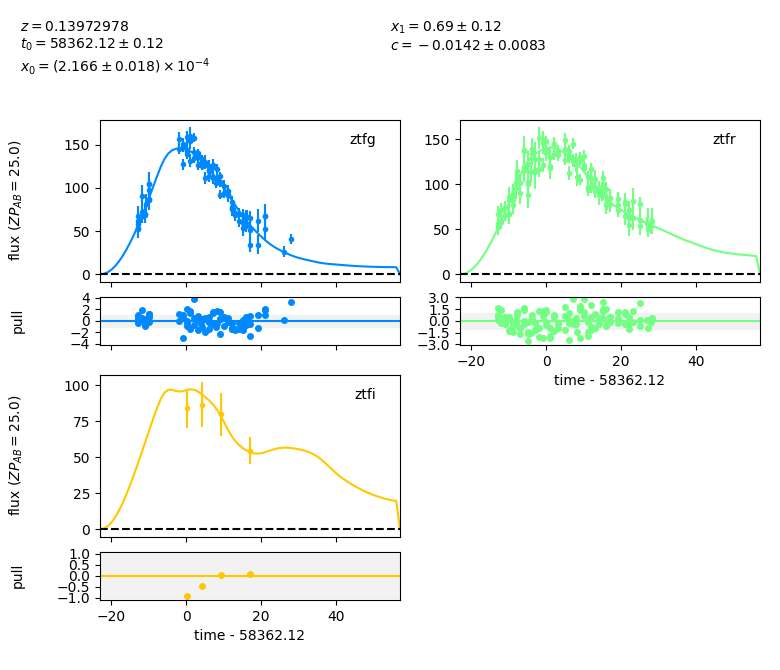 z = 0.13972978
t₀ = 58362.12 ± 0.12
x₀ = (2.166 ± 0.018) × 10⁻⁴
x₁ = 0.69 ± 0.12
c = −0.0142 ± 0.0083
flux (ZP_AB = 25.0)
150
100
50
0
ztfg
pull
4
2
0
−2
−4
150
100
50
0
ztfr
3.0
1.5
0.0
−1.5
−3.0
−20 0 20 40
time - 58362.12
flux (ZP_AB = 25.0)
100
75
50
25
0
ztfi
pull
1.0
0.5
0.0
−0.5
−1.0
−20 0 20 40
time - 58362.12